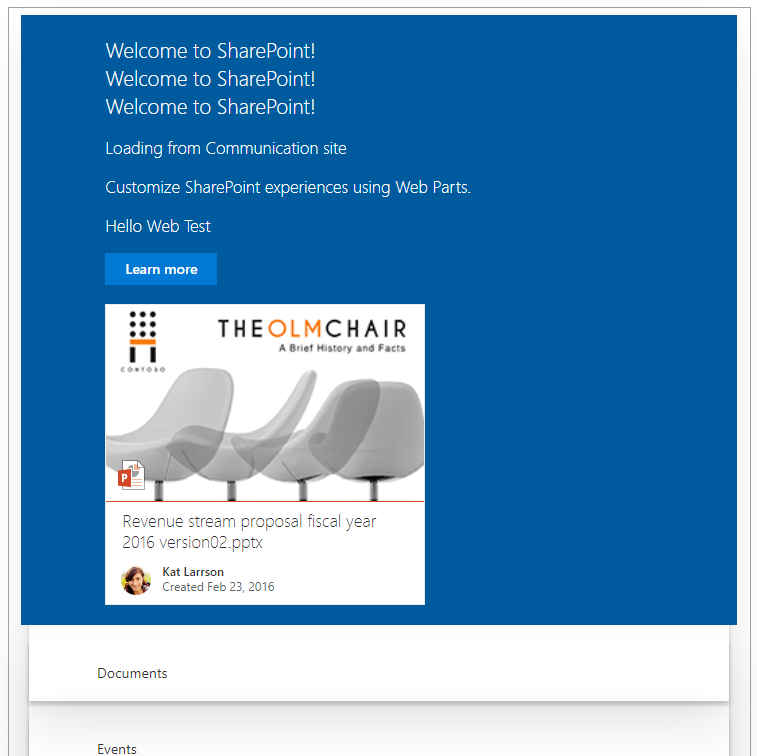 Welcome to SharePoint!
Welcome to SharePoint!
Welcome to SharePoint!
Loading from Communication site
Customize SharePoint experiences using Web Parts.
Hello Web Test
Learn more
THEOLMCHAIR
A Brief History and Facts
CONTOSO
P
Revenue stream proposal fiscal year
2016 version02.pptx
Kat Larrson
Created Feb 23, 2016
Documents
Events